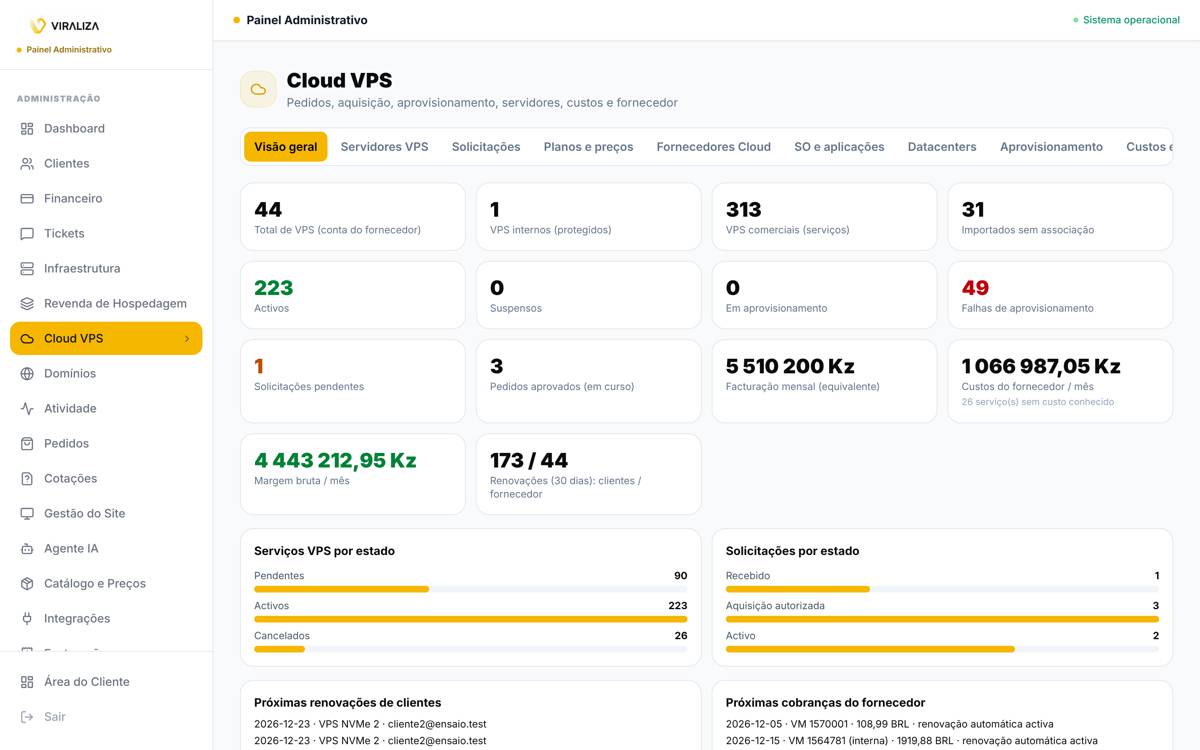 VIRALIZA
Painel Administrativo
ADMINISTRAÇÃO
Dashboard
Clientes
Financeiro
Tickets
Infraestrutura
Revenda de Hospedagem
Cloud VPS
Domínios
Atividade
Pedidos
Cotações
Gestão do Site
Agente IA
Catálogo e Preços
Integrações
Área do Cliente
Sair
Painel Administrativo
Sistema operacional
Cloud VPS
Pedidos, aquisição, aprovisionamento, servidores, custos e fornecedor
Visão geral Servidores VPS Solicitações Planos e preços Fornecedores Cloud SO e aplicações Datacenters Aprovisionamento Custos e
44
Total de VPS (conta do fornecedor)
1
VPS internos (protegidos)
313
VPS comerciais (serviços)
31
Importados sem associação
223
Activos
0
Suspensos
0
Em aprovisionamento
49
Falhas de aprovisionamento
1
Solicitações pendentes
3
Pedidos aprovados (em curso)
5 510 200 Kz
Facturação mensal (equivalente)
1 066 987,05 Kz
Custos do fornecedor / mês
26 serviço(s) sem custo conhecido
4 443 212,95 Kz
Margem bruta / mês
173 / 44
Renovações (30 dias): clientes /
fornecedor
Serviços VPS por estado
Pendentes 90
Activos 223
Cancelados 26
Solicitações por estado
Recebido 1
Aquisição autorizada 3
Activo 2
Próximas renovações de clientes
2026-12-23 · VPS NVMe 2 · cliente2@ensaio.test
2026-12-23 · VPS NVMe 2 · cliente2@ensaio.test
Próximas cobranças do fornecedor
2026-12-05 · VM 1570001 · 108,99 BRL · renovação automática activa
2026-12-15 · VM 1564781 (interna) · 1919,88 BRL · renovação automática activa